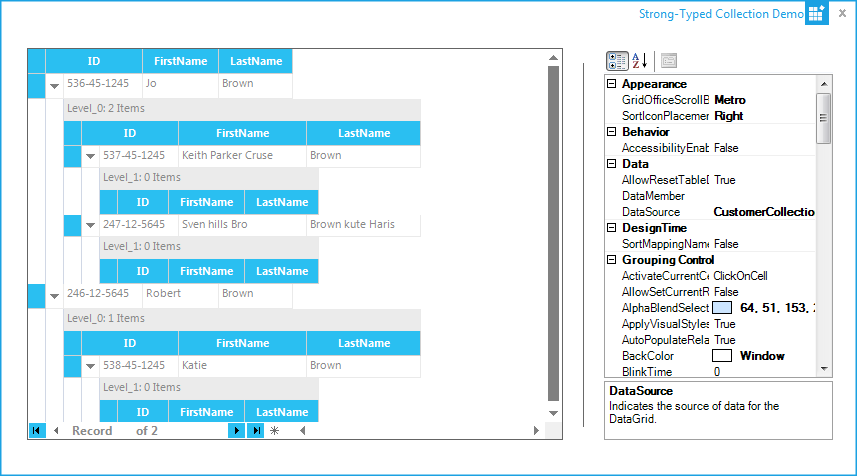 Strong-Typed Collection Demo
ID FirstName LastName
536-45-1245 Jo Brown
Level_0: 2 Items
ID FirstName LastName
537-45-1245 Keith Parker Cruse Brown
Level_1: 0 Items
ID FirstName LastName
247-12-5645 Sven hills Bro Brown kute Haris
Level_1: 0 Items
ID FirstName LastName
246-12-5645 Robert Brown
Level_0: 1 Items
ID FirstName LastName
538-45-1245 Katie Brown
Level_1: 0 Items
ID FirstName LastName
Record of 2
Appearance
GridOfficeScrollB Metro
SortIconPlacemer Right
Behavior
AccessibilityEnab False
Data
AllowResetTableD True
DataMember
DataSource CustomerCollectio
DesignTime
SortMappingName False
Grouping Control
ActivateCurrentCe ClickOnCell
AllowSetCurrentR False
AlphaBlendSelect 64, 51, 153, 2
ApplyVisualStyles True
AutoPopulateRela True
BackColor Window
BlinkTime 0
DataSource
Indicates the source of data for the
DataGrid.